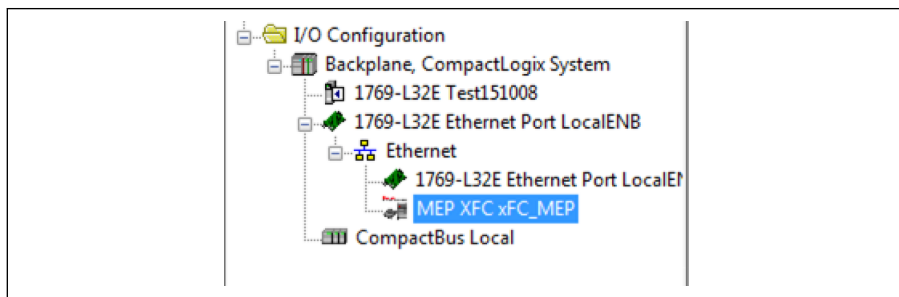 I/O Configuration
Backplane, CompactLogix System
1769-L32E Test151008
1769-L32E Ethernet Port LocalENB
Ethernet
1769-L32E Ethernet Port
MEP XFC xFC_MEP
CompactBus Local